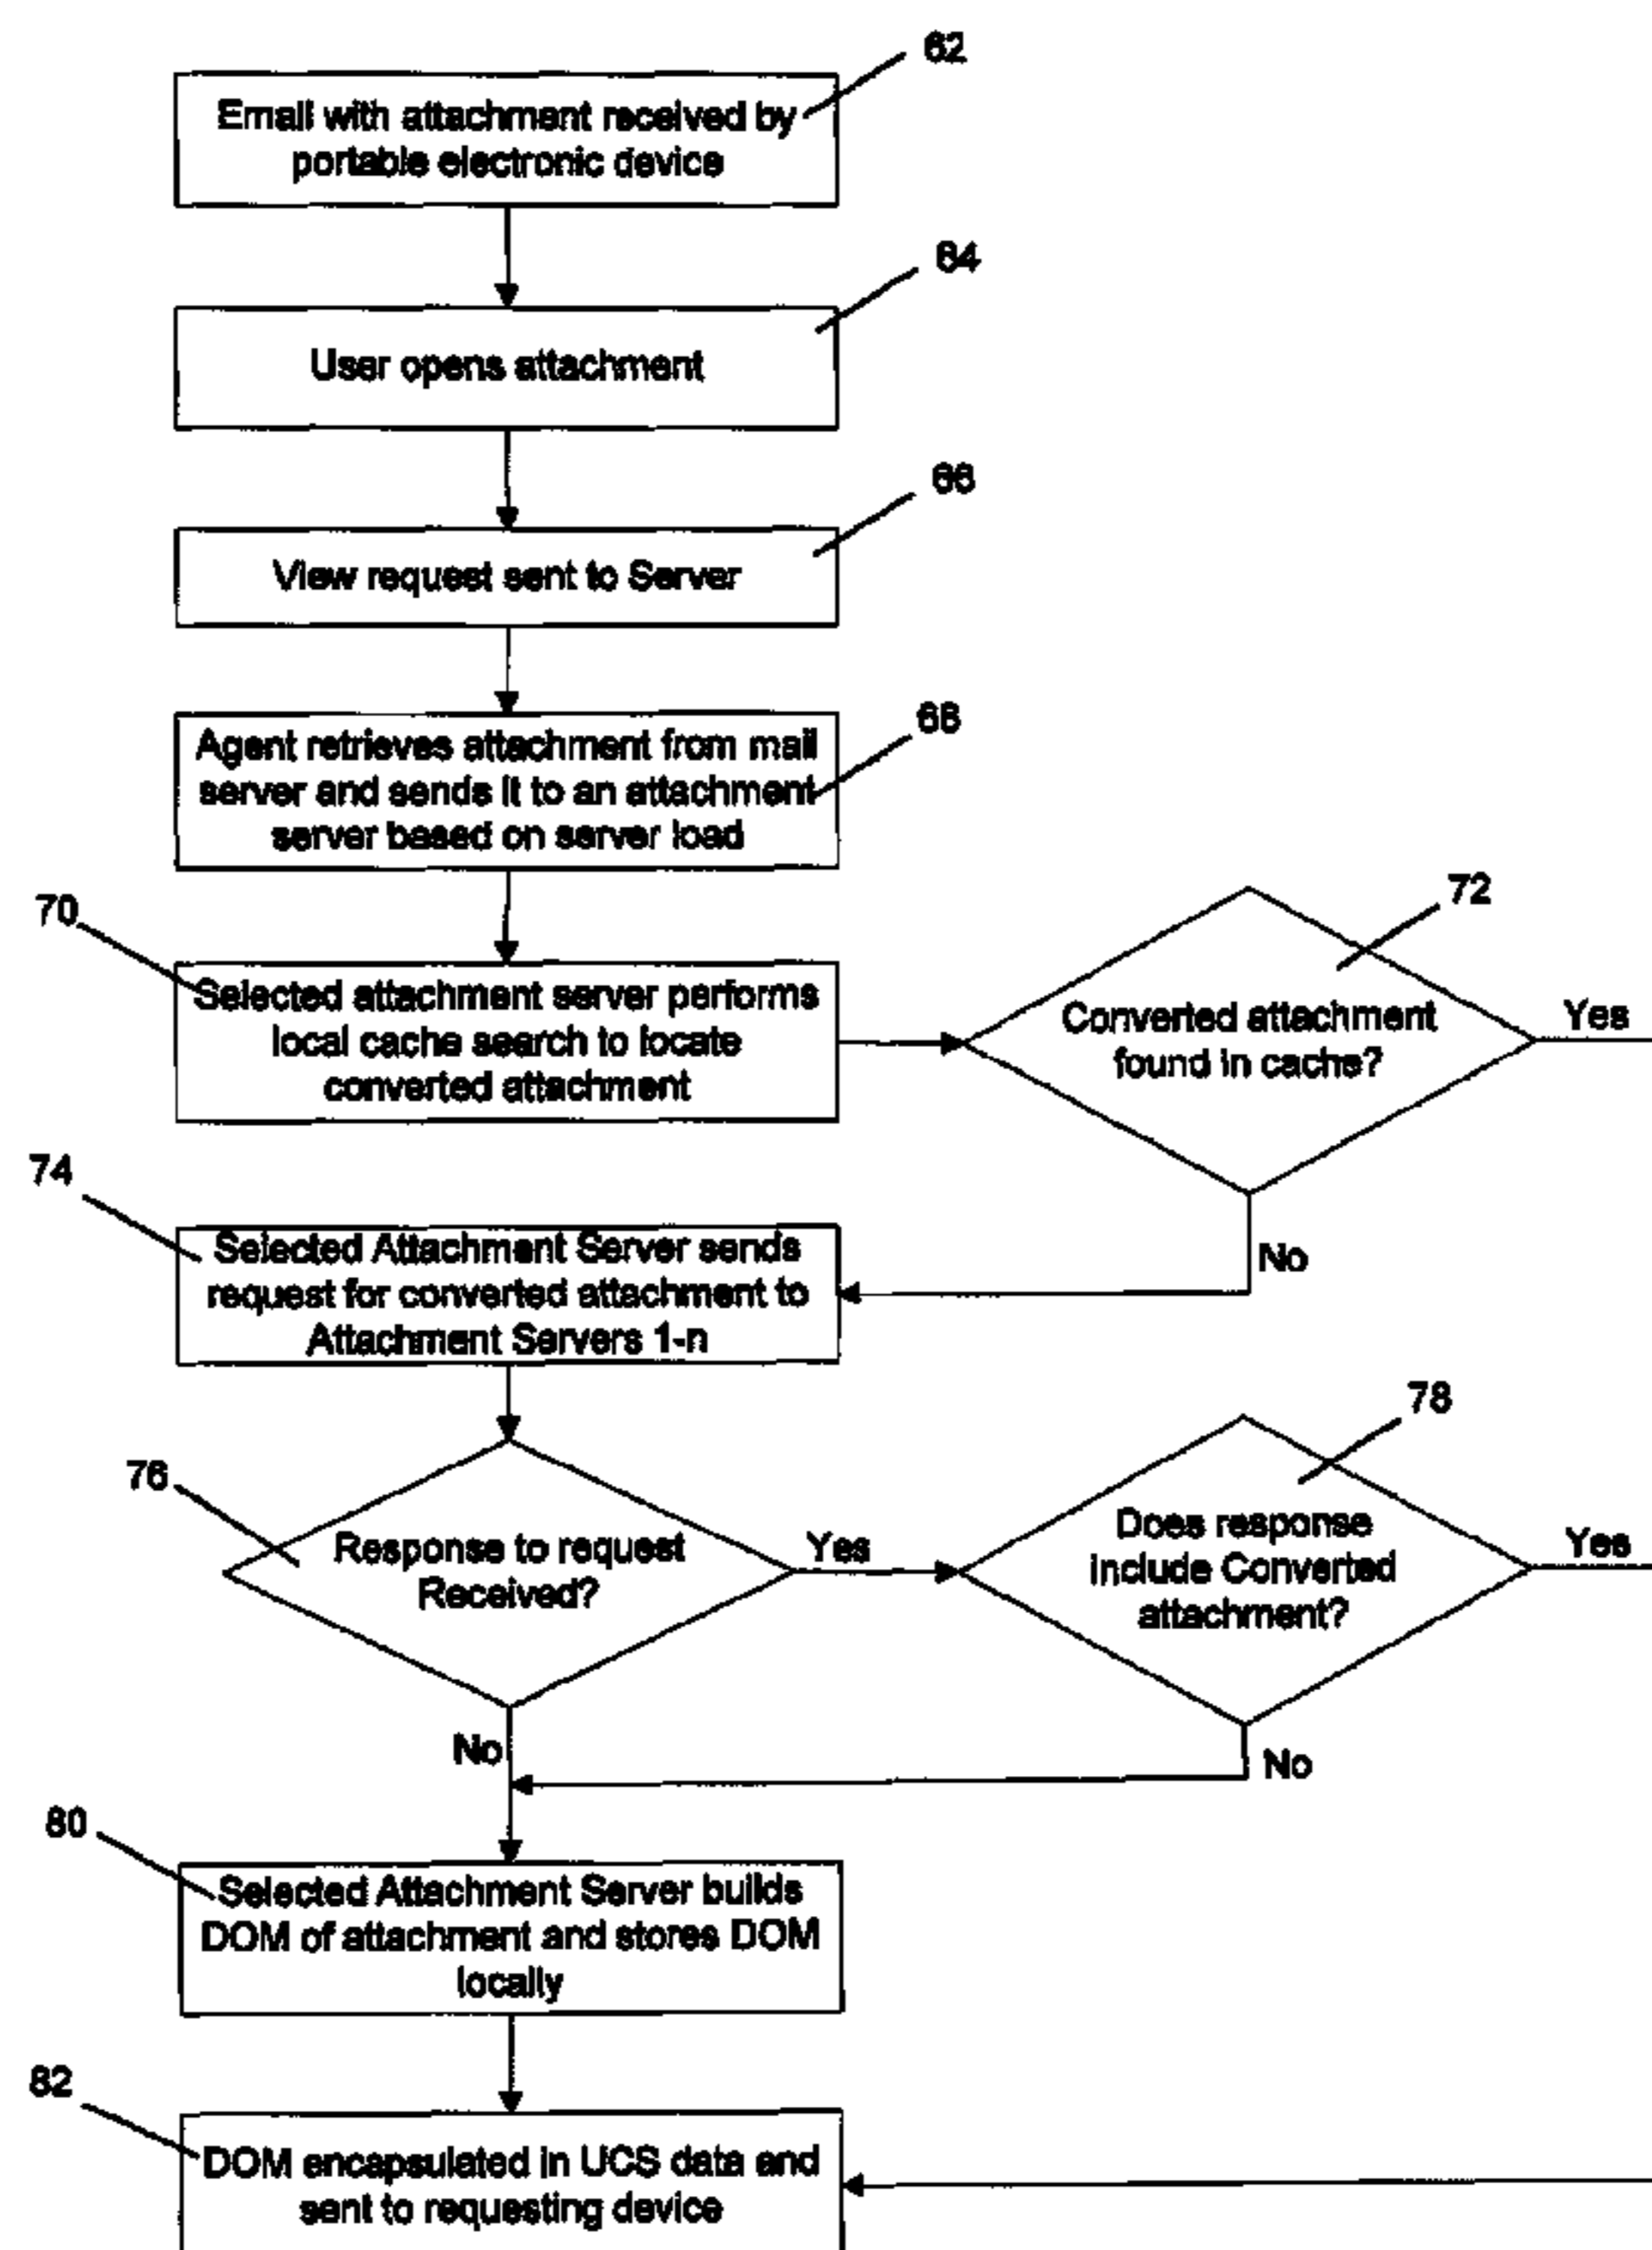 62
Email with attachment received by
portable electronic device
64
User opens attachment
66
View request sent to Server
68
Agent retrieves attachment from mail
server and sends it to an attachment
server based on server load
70
Selected attachment server performs
local cache search to locate
converted attachment
72
Converted attachment
found in cache?
Yes
No
74
Selected Attachment Server sends
request for converted attachment to
Attachment Servers 1-n
76
Response to request
Received?
Yes
No
78
Does response
include Converted
attachment?
Yes
No
80
Selected Attachment Server builds
DOM of attachment and stores DOM
locally
82
DOM encapsulated in UCS data and
sent to requesting device